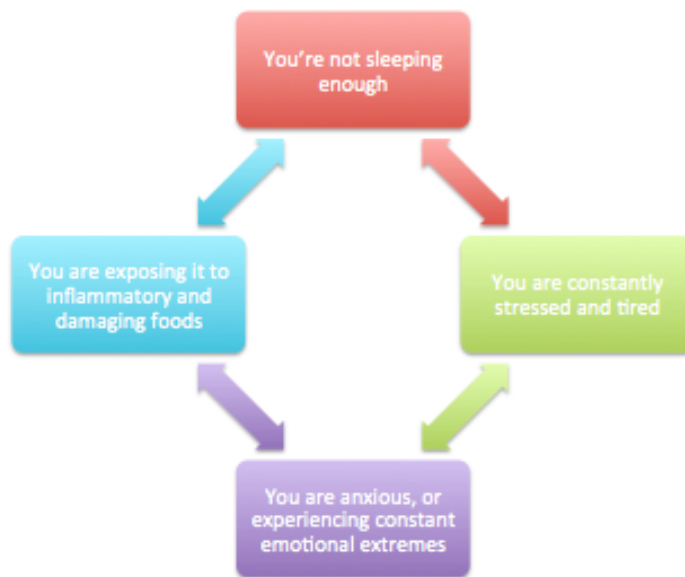 You're not sleeping
enough
You are exposing it to
inflammatory and
damaging foods
You are constantly
stressed and tired
You are anxious, or
experiencing constant
emotional extremes